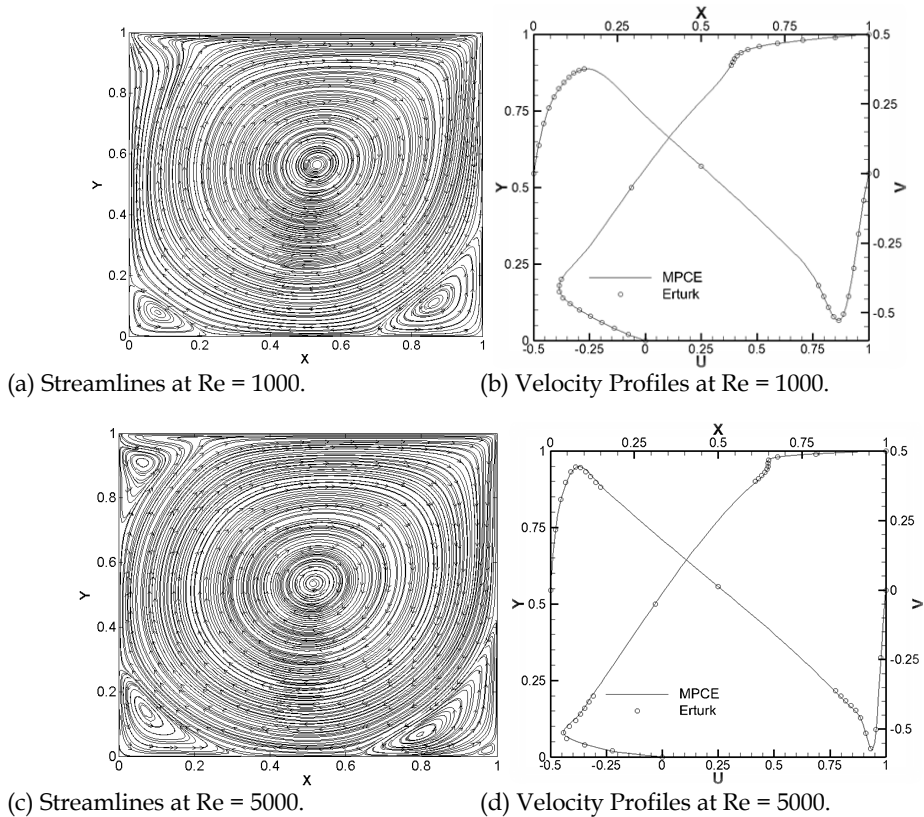 1
0.8
0.6
Y
0.4
0.2
0
0 0.2 0.4 0.6 0.8 1
X
(a) Streamlines at Re = 1000.
X
0 0.25 0.5 0.75 1
1
0.75
Y
0.5
0.25
0
0.5
0.25
0
V
-0.25
-0.5
MPCE
Erturk
-0.5 -0.25 0 0.25 0.5 0.75 1
U
(b) Velocity Profiles at Re = 1000.
1
0.8
0.6
Y
0.4
0.2
0
0 0.2 0.4 0.6 0.8 1
X
(c) Streamlines at Re = 5000.
X
0 0.25 0.5 0.75 1
1
0.75
Y
0.5
0.25
0
0.5
0.25
0
V
-0.25
-0.5
MPCE
Erturk
-0.5 -0.25 0 0.25 0.5 0.75 1
U
(d) Velocity Profiles at Re = 5000.